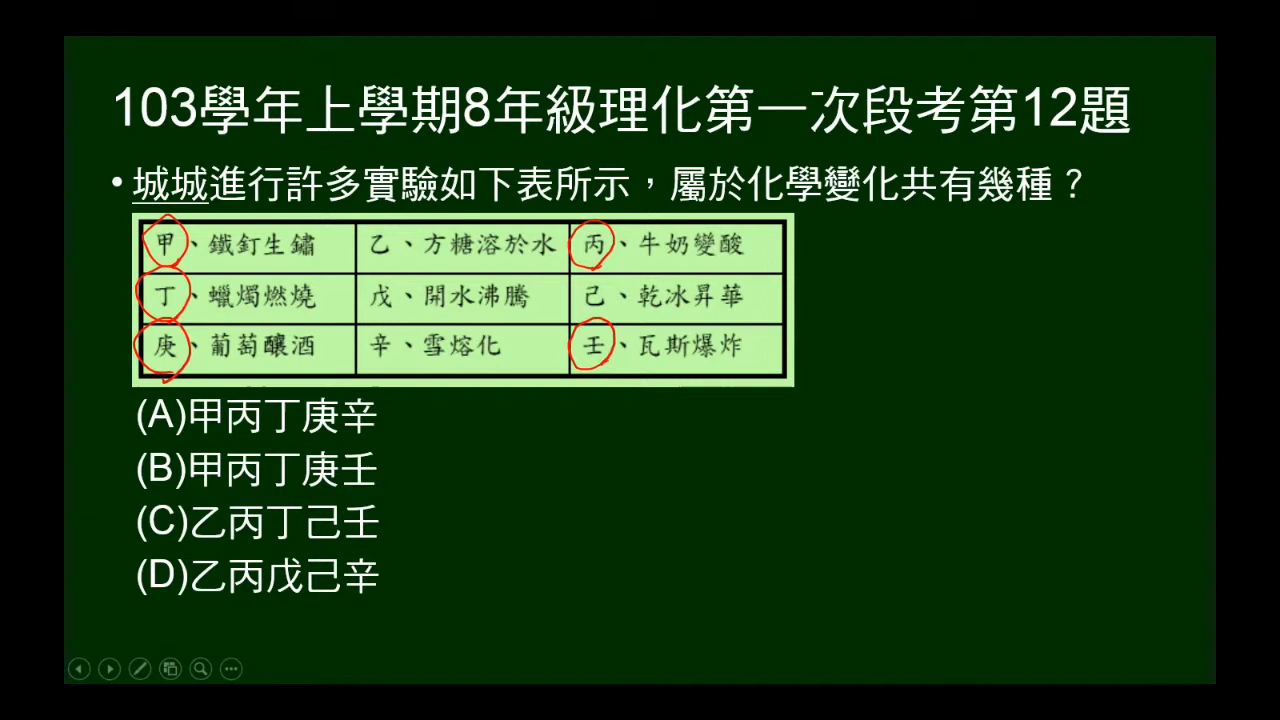 103學年上學期8年級理化第一次段考第12題
• 城城進行許多實驗如下表所示，屬於化學變化共有幾種？
甲、鐵釘生鏽 乙、方糖溶於水 丙、牛奶變酸
丁、蠟燭燃燒 戊、開水沸騰 己、乾冰昇華
庚、葡萄釀酒 辛、雪熔化 壬、瓦斯爆炸
(A)甲丙丁庚辛
(B)甲丙丁庚壬
(C)乙丙丁己壬
(D)乙丙戊己辛